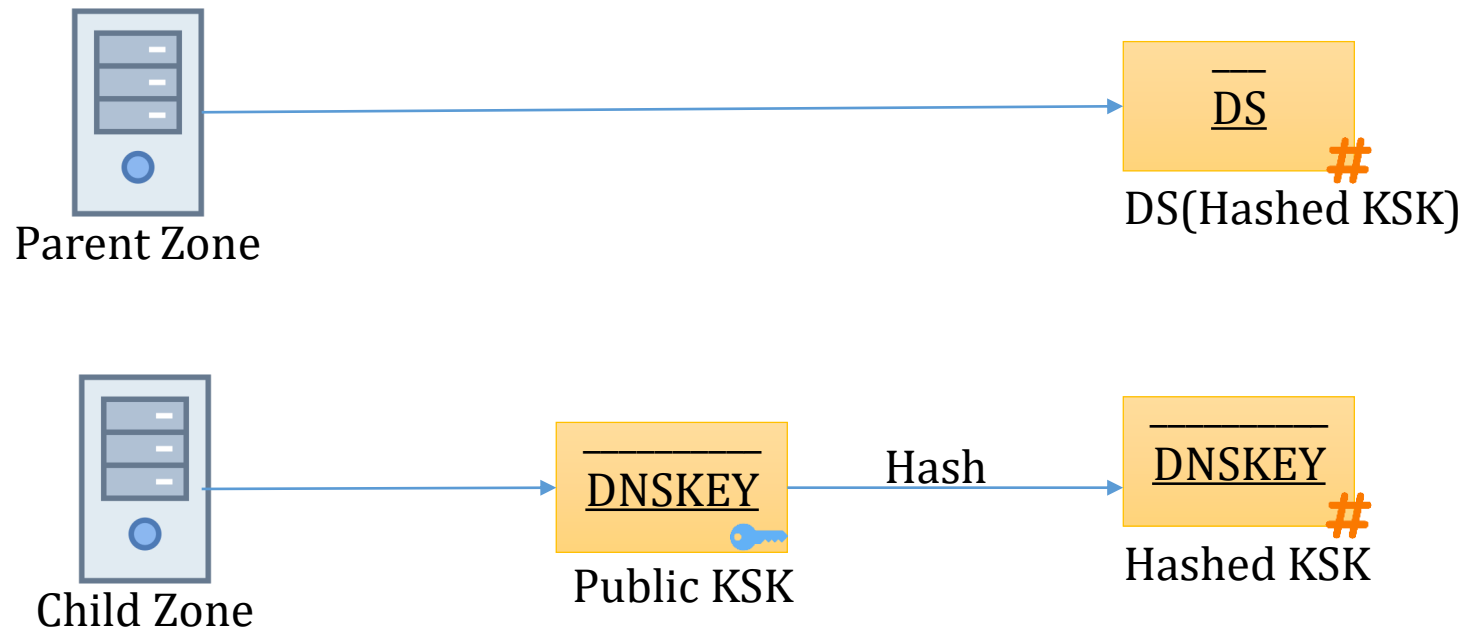 DS
DS(Hashed KSK)
Parent Zone
Hash
DNSKEY
DNSKEY
Hashed KSK
Public KSK
Child Zone